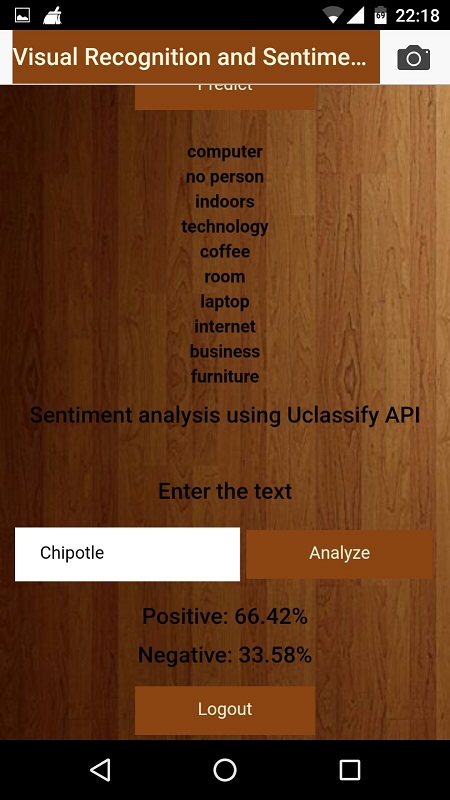 22:18
69
Visual Recognition and Sentime...
Predict
computer
no person
indoors
technology
coffee
room
laptop
internet
business
furniture
Sentiment analysis using Uclassify API
Enter the text
Chipotle
Analyze
Positive: 66.42%
Negative: 33.58%
Logout